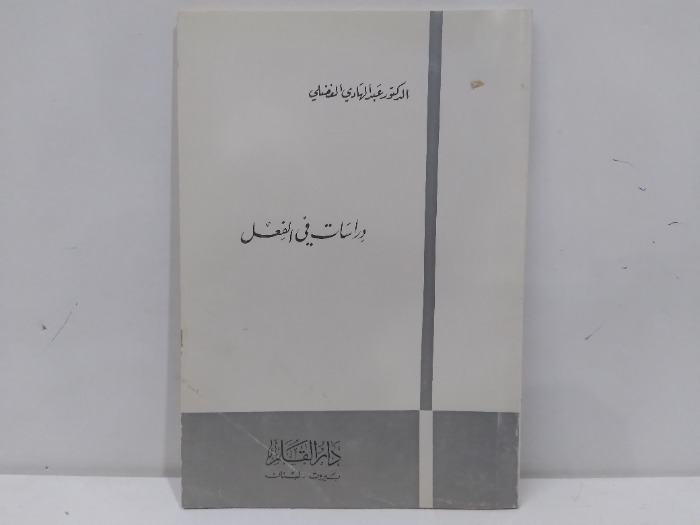 الدكتور عبد الهادي الفضلي
دراسات في الفعل
دار القلم
بيروت - لبنان